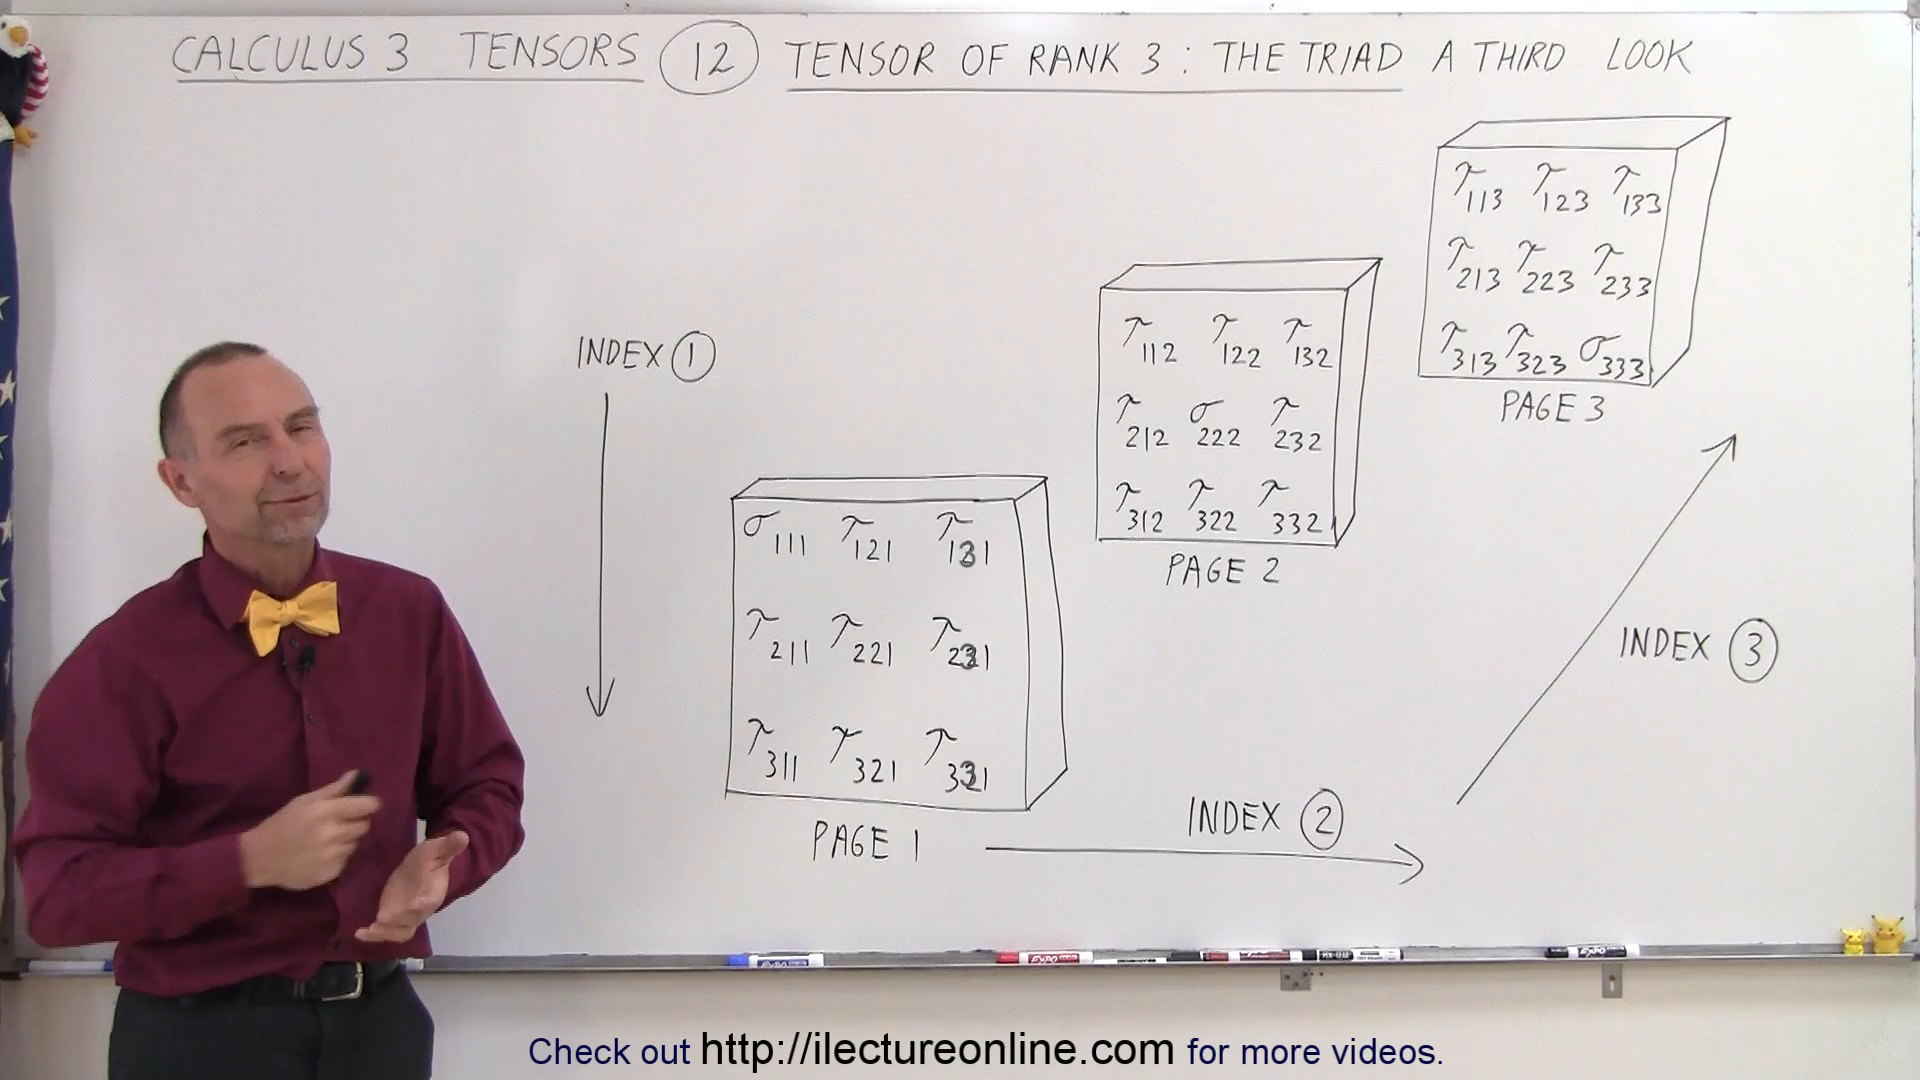 CALCULUS 3 TENSORS 12 TENSOR OF RANK 3 : THE TRIAD A THIRD LOOK
τ113 τ123 τ133
τ213 τ223 τ233
τ313 τ323 σ333
PAGE 3
τ112 τ122 τ132
τ212 σ222 τ232
τ312 τ322 τ332
PAGE 2
INDEX 1
σ111 τ121 τ131
τ211 τ221 τ231
τ311 τ321 τ331
PAGE 1
INDEX 2
INDEX 3
EXPO
EXPO
EXPO
Check out http://ilectureonline.com for more videos.